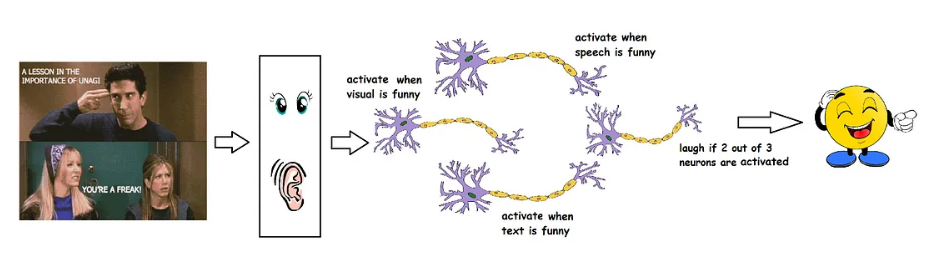 A LESSON IN THE
IMPORTANCE OF UNAGI
YOU'RE A FREAK!
activate when
visual is funny
activate when
speech is funny
activate when
text is funny
laugh if 2 out of 3
neurons are activated